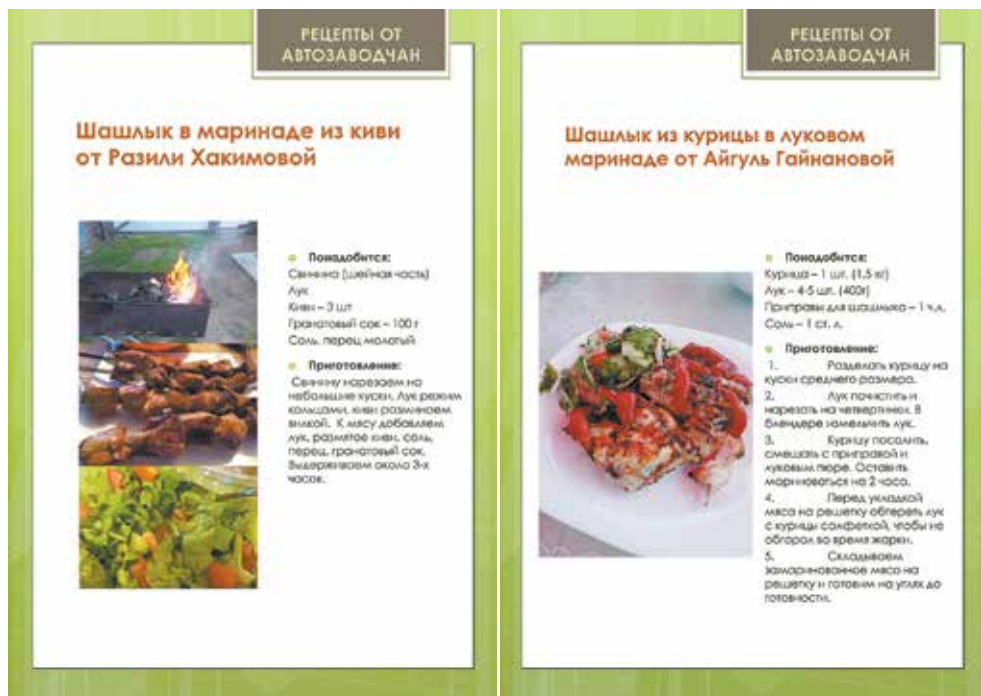 РЕЦЕПТЫ ОТ
АВТОЗАВОДЧАН
Шашлык в маринаде из киви
от Разили Хакимовой
Понадобится:
Свинина (шейная часть)
Лук
Киви – 3 шт
Гранатовый сок – 100 г
Соль, перец молотый
Приготовление:
Свинину нарезаем на
небольшие куски. Лук режим
кольцами, киви разминаем
вилкой. К мясу добавляем
лук, размятое киви, соль,
перец, гранатовый сок.
Выдерживаем около 3-х
часов.
РЕЦЕПТЫ ОТ
АВТОЗАВОДЧАН
Шашлык из курицы в луковом
маринаде от Айгуль Гайнановой
Понадобится:
Курица – 1 шт. (1,5 кг)
Лук – 4-5 шт. (400г)
Приправы для шашлыка – 1 ч.л.
Соль – 1 ст. л.
Приготовление:
1. Разделать курицу на
куски среднего размера.
2. Лук почистить и
нарезать на четвертинки. В
блендере измельчить лук.
3. Курицу посолить,
смешать с приправой и
луковым пюре. Оставить
мариноваться на 2 часа.
4. Перед укладкой
мяса на решетку обтереть лук
с курицы салфеткой, чтобы не
обгорал во время жарки.
5. Складываем
замаринованное мясо на
решетку и готовим на углях до
готовности.